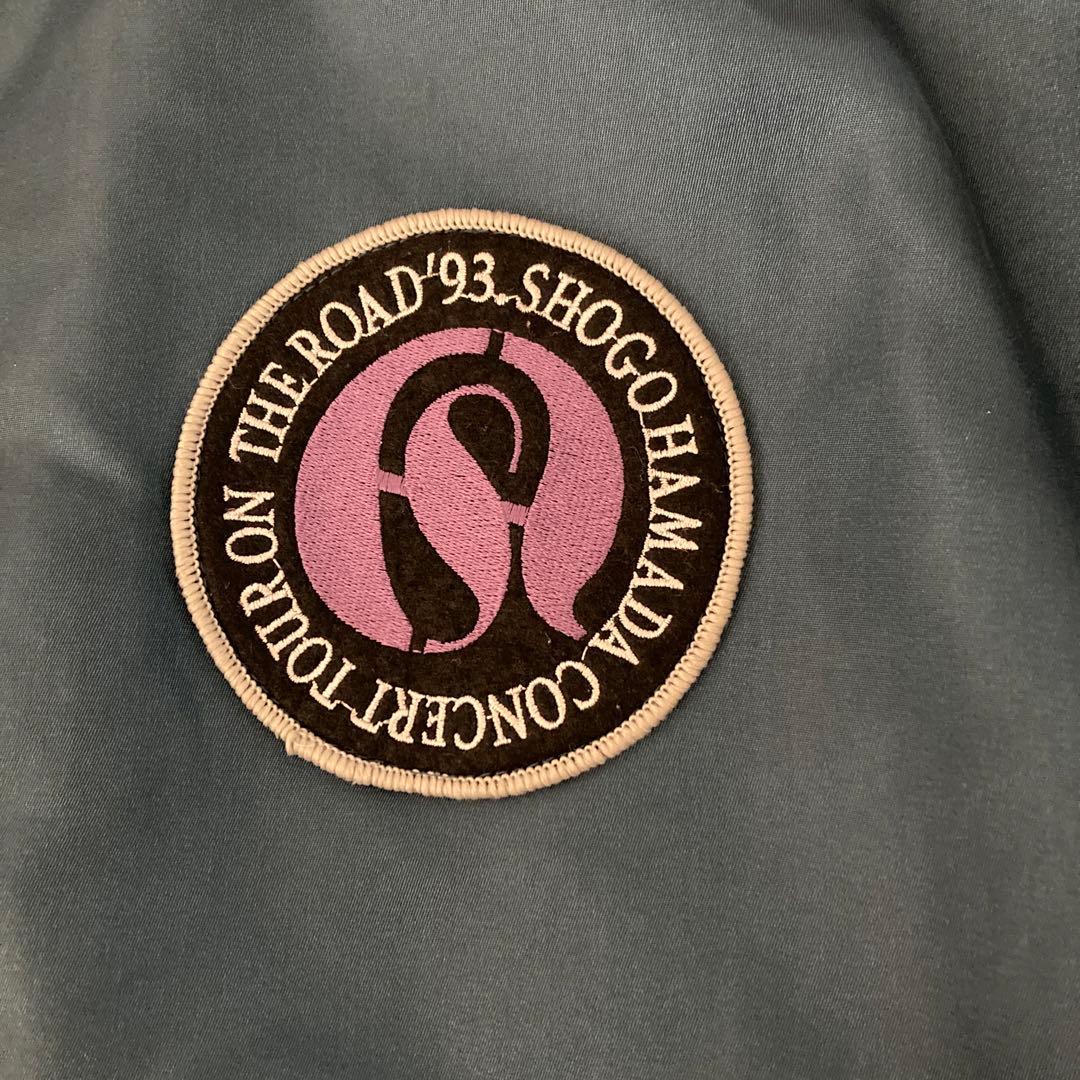 SHOGO HAMADA CONCERT TOUR ON THE ROAD '93.